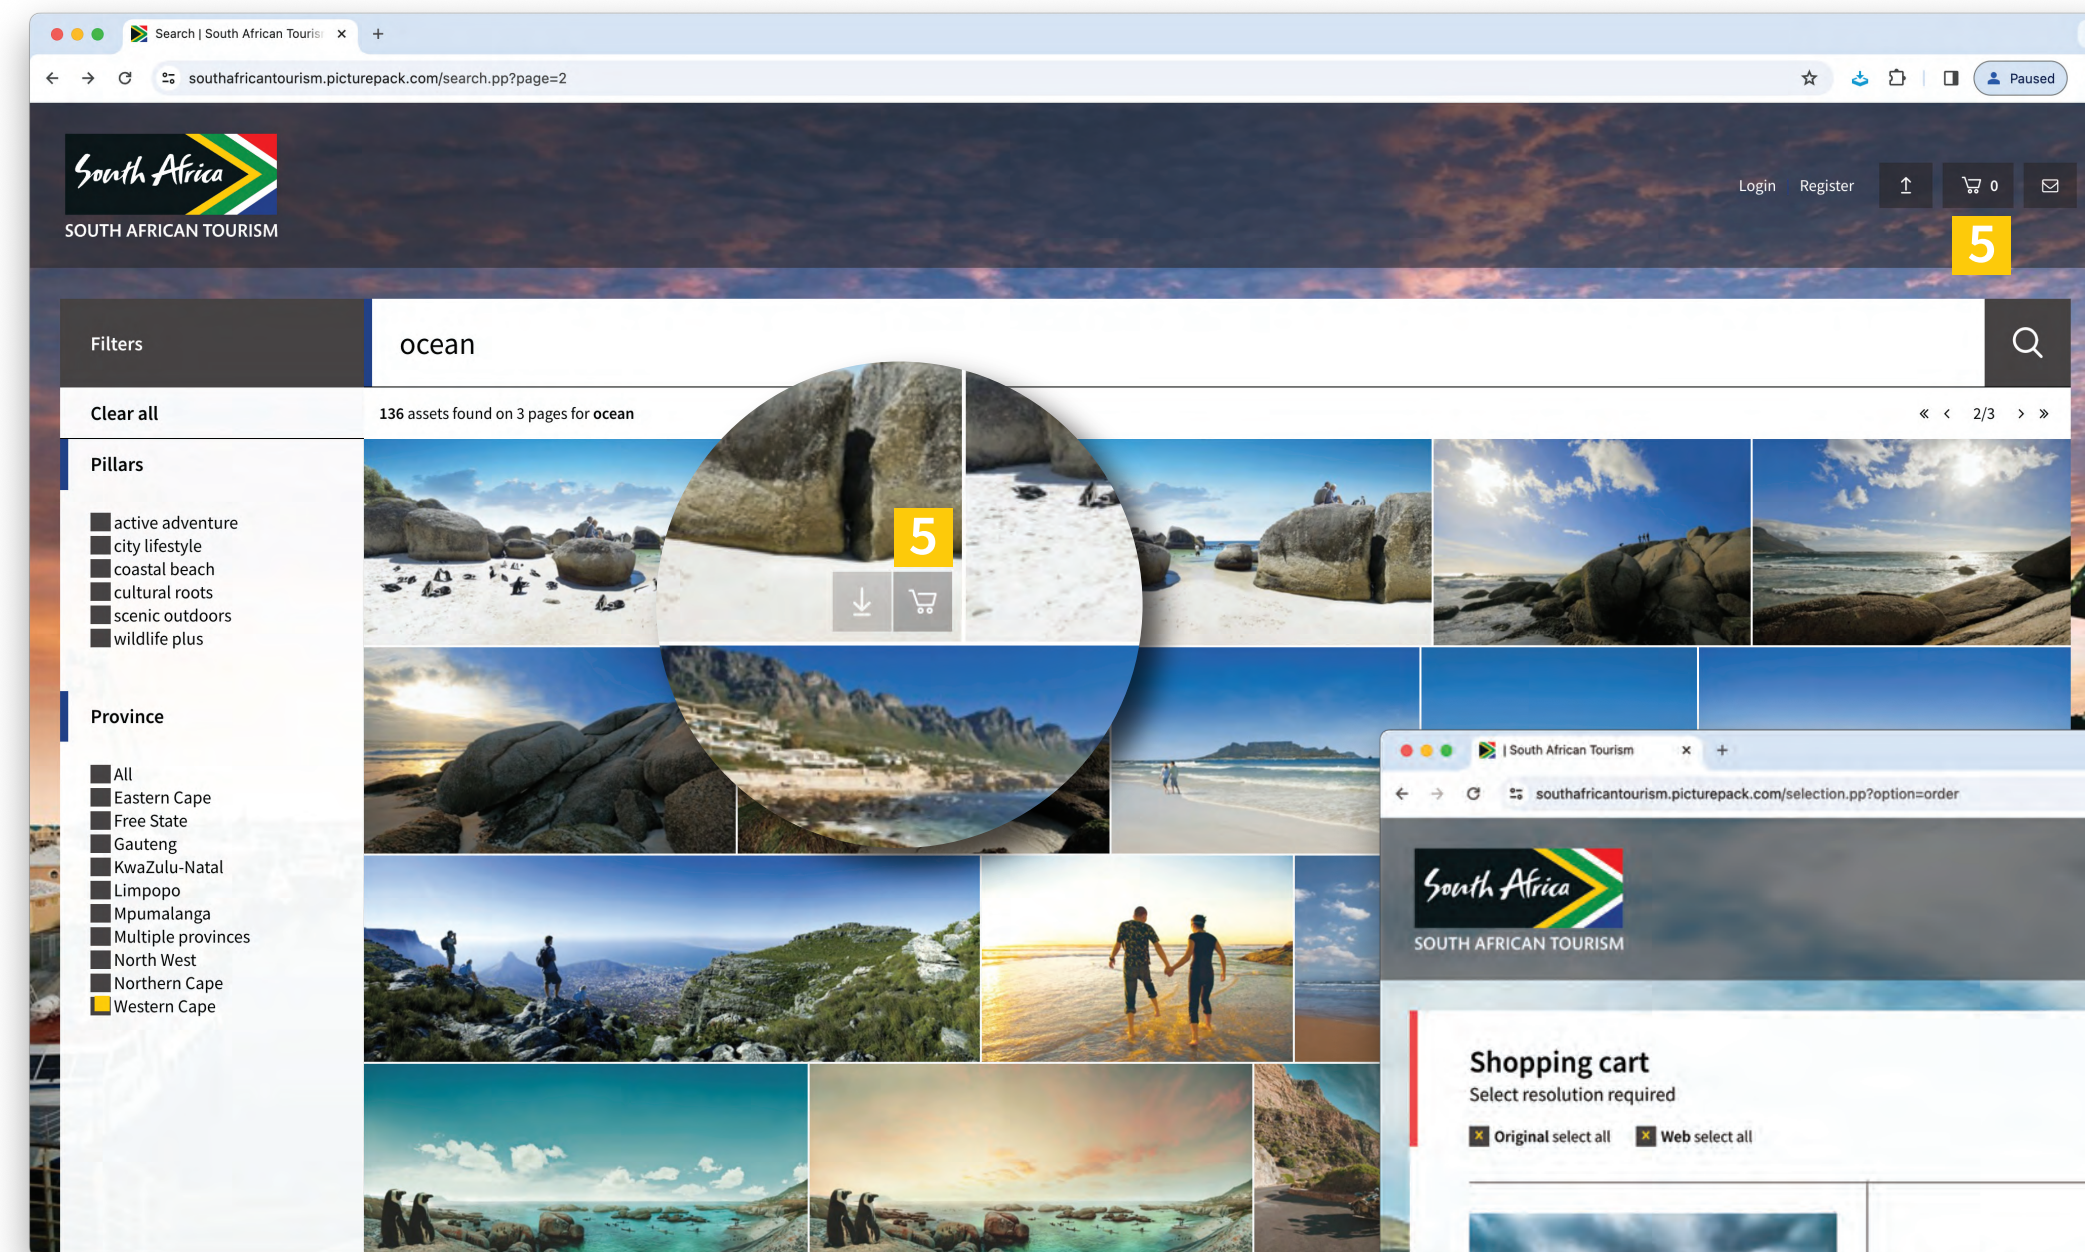 Search | South African Touris
southafricantourism.picturepack.com/search.pp?page=2
Paused
South Africa
SOUTH AFRICAN TOURISM
Login Register
0
5
Filters
ocean
Clear all
136 assets found on 3 pages for ocean
2/3
Pillars
active adventure
city lifestyle
coastal beach
cultural roots
scenic outdoors
wildlife plus
5
Province
All
Eastern Cape
Free State
Gauteng
KwaZulu-Natal
Limpopo
Mpumalanga
Multiple provinces
North West
Northern Cape
Western Cape
| South African Tourism
southafricantourism.picturepack.com/selection.pp?option=order
South Africa
SOUTH AFRICAN TOURISM
Shopping cart
Select resolution required
x Original select all x Web select all